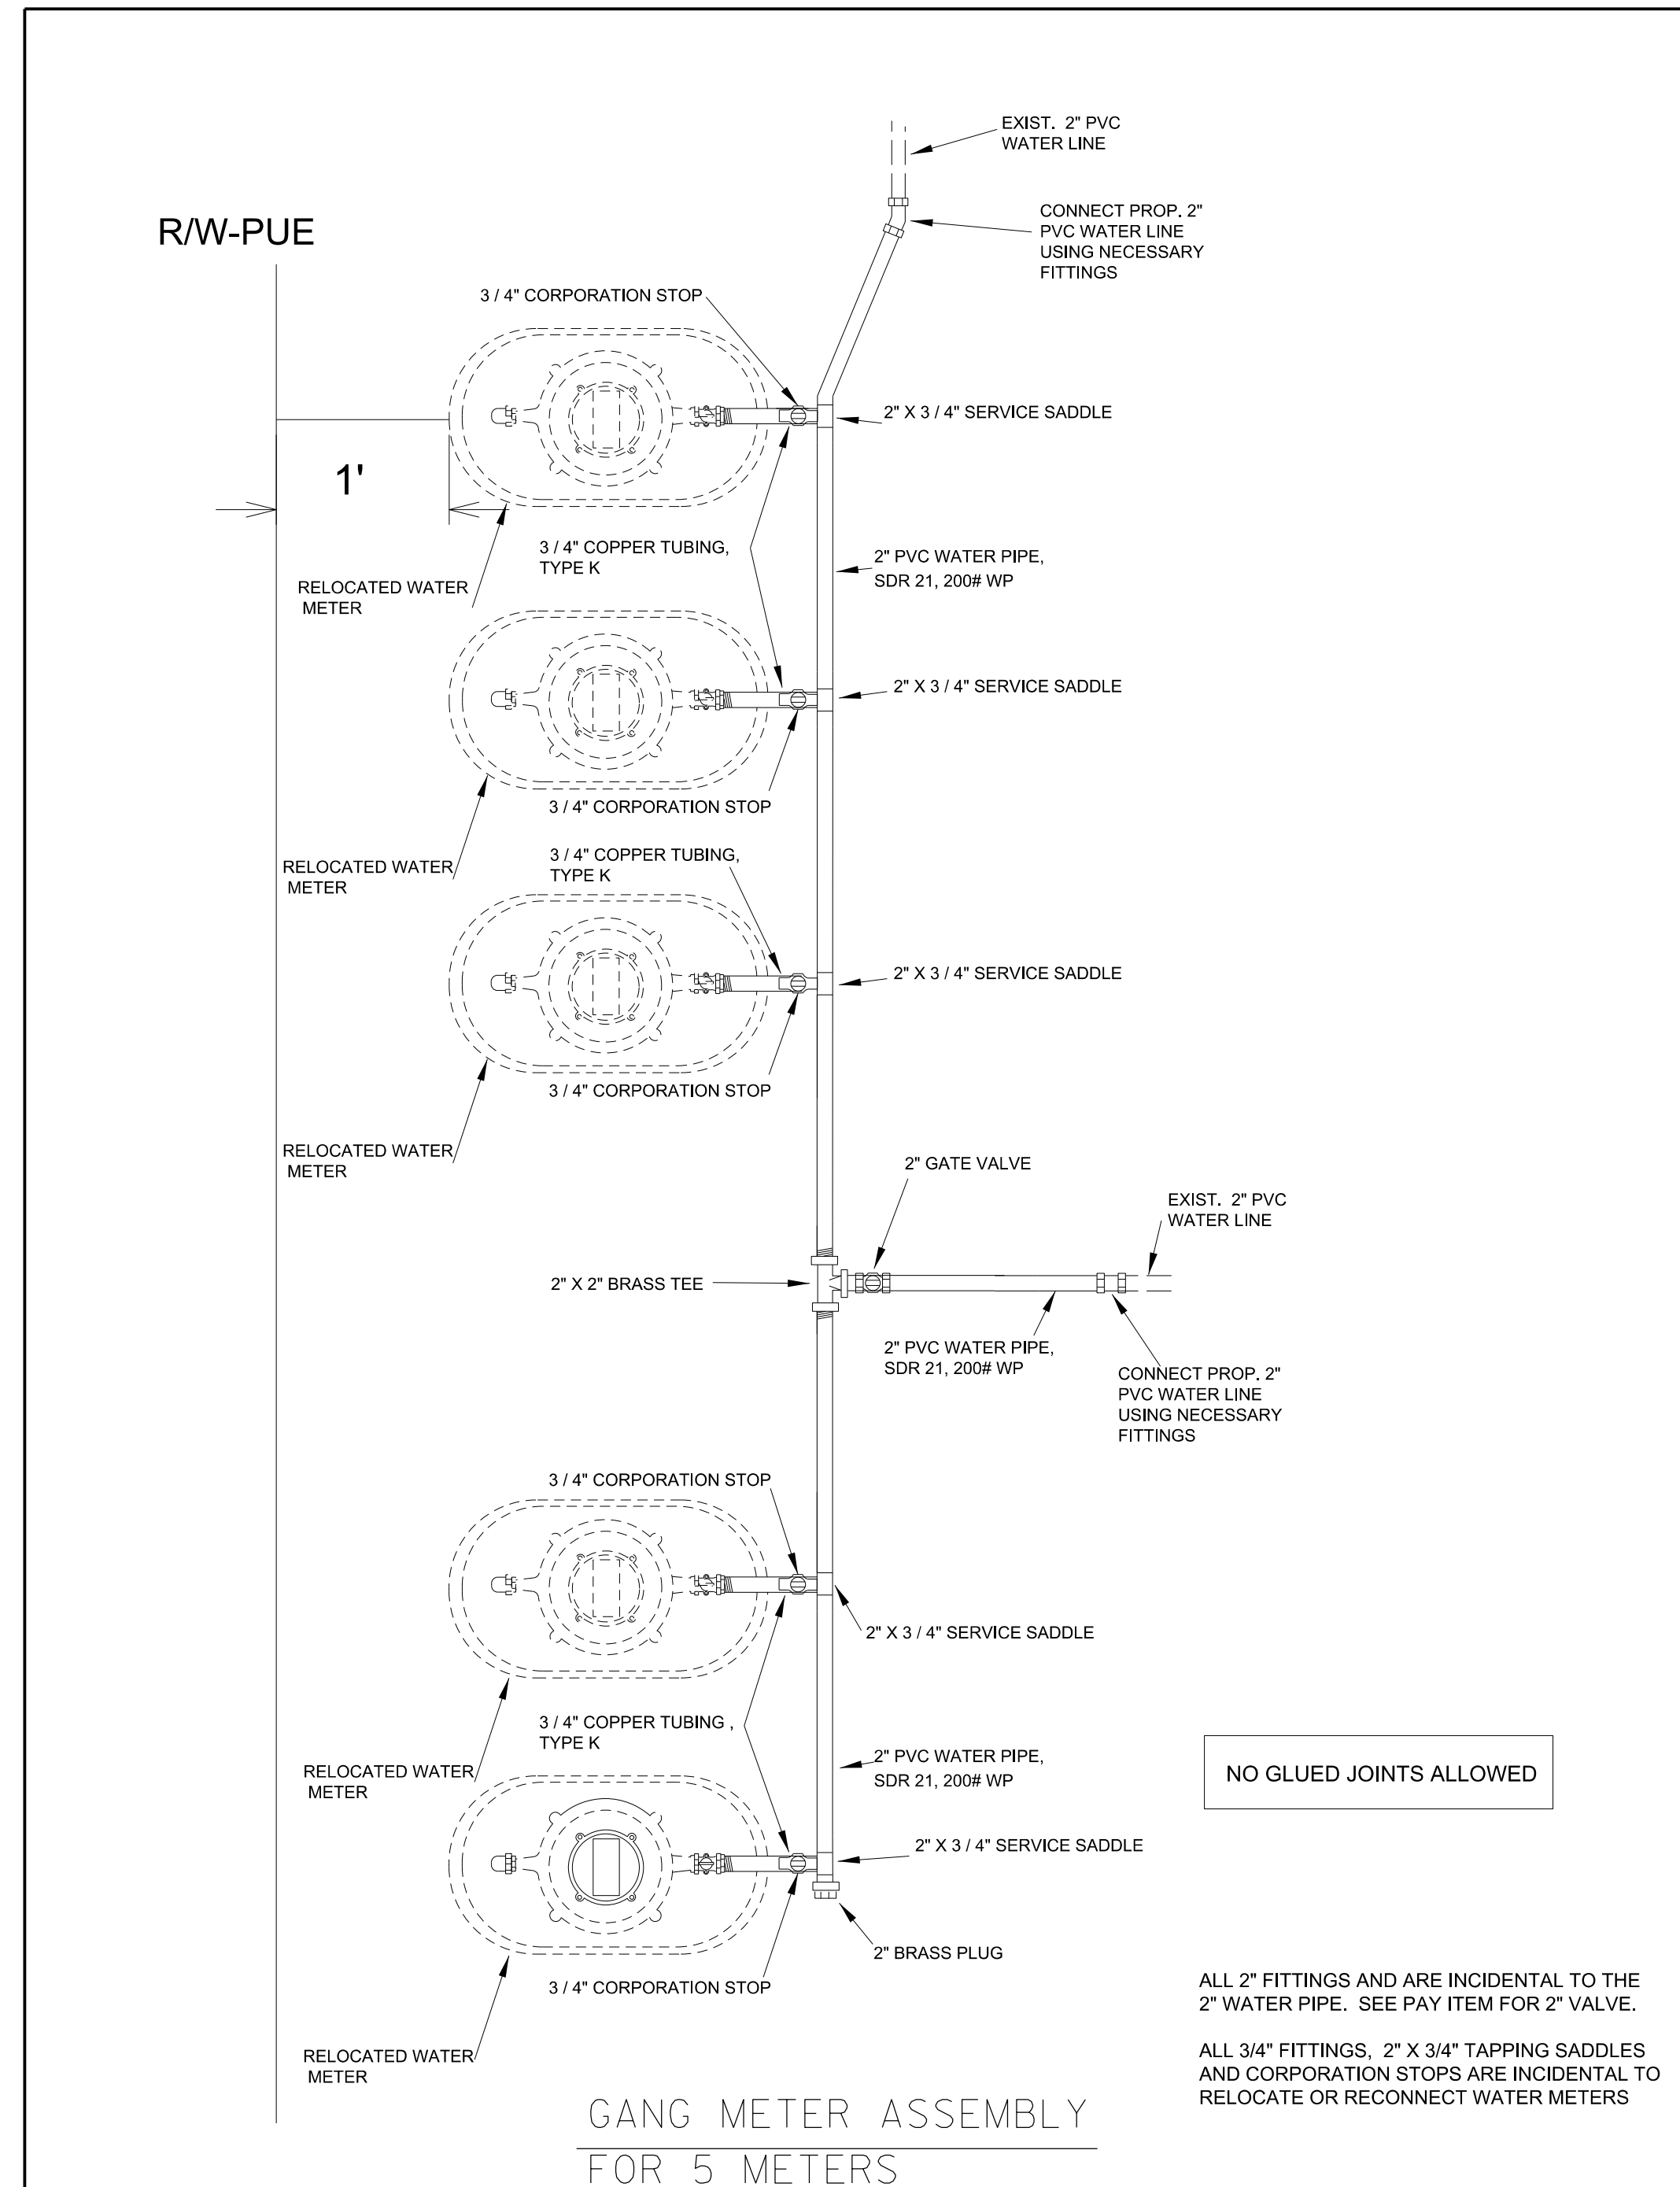 EXIST.  2" PVC
WATER LINE
CONNECT PROP. 2"
PVC WATER LINE
USING NECESSARY
FITTINGS
R/W-PUE
3 / 4" CORPORATION STOP
2" X 3 / 4" SERVICE SADDLE
1'
3 / 4" COPPER TUBING,
TYPE K
2" PVC WATER PIPE,
SDR 21, 200# WP
RELOCATED WATER
METER
2" X 3 / 4" SERVICE SADDLE
3 / 4" CORPORATION STOP
RELOCATED WATER
METER
3 / 4" COPPER TUBING,
TYPE K
2" X 3 / 4" SERVICE SADDLE
3 / 4" CORPORATION STOP
RELOCATED WATER
METER
2" GATE VALVE
EXIST.  2" PVC
WATER LINE
2" X 2" BRASS TEE
2" PVC WATER PIPE,
SDR 21, 200# WP
CONNECT PROP. 2"
PVC WATER LINE
USING NECESSARY
FITTINGS
3 / 4" CORPORATION STOP
2" X 3 / 4" SERVICE SADDLE
3 / 4" COPPER TUBING ,
TYPE K
RELOCATED WATER
METER
2" PVC WATER PIPE,
SDR 21, 200# WP
NO GLUED JOINTS ALLOWED
2" X 3 / 4" SERVICE SADDLE
2" BRASS PLUG
3 / 4" CORPORATION STOP
RELOCATED WATER
METER
ALL 2" FITTINGS AND ARE INCIDENTAL TO THE
2" WATER PIPE.  SEE PAY ITEM FOR 2" VALVE.
ALL 3/4" FITTINGS,  2" X 3/4" TAPPING SADDLES
AND CORPORATION STOPS ARE INCIDENTAL TO
RELOCATE OR RECONNECT WATER METERS
GANG METER ASSEMBLY
FOR 5 METERS